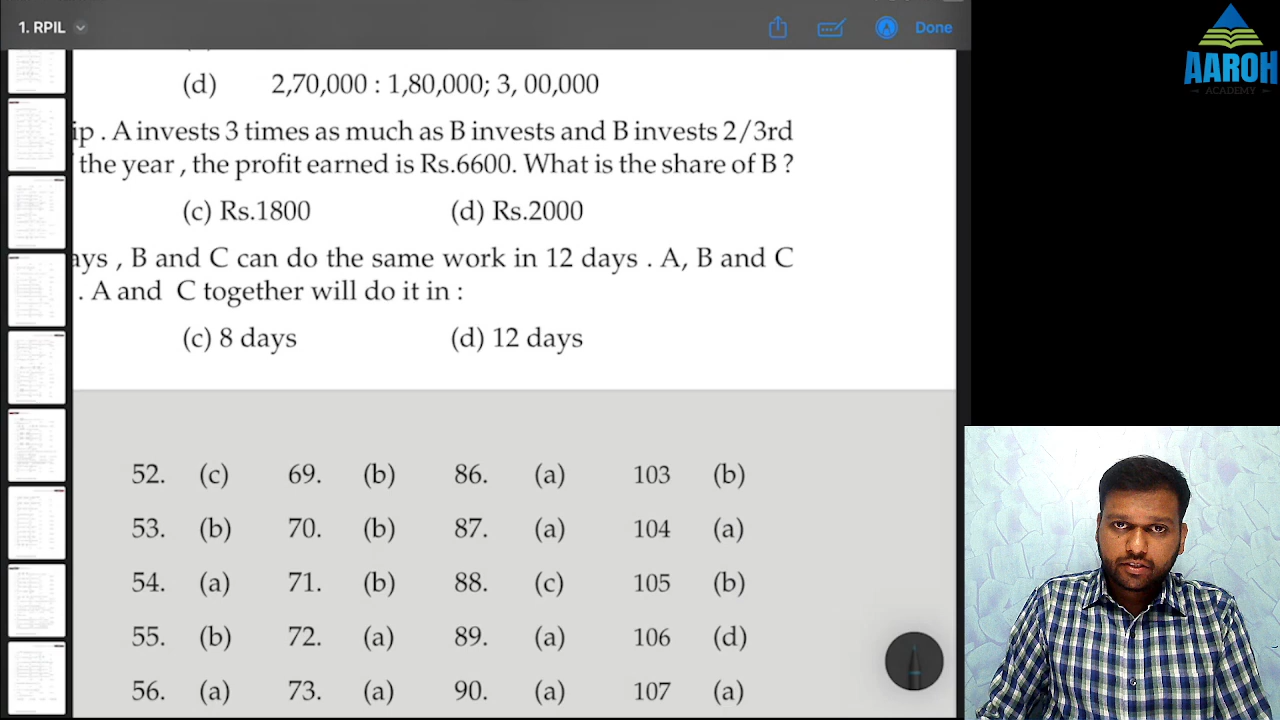 1. RPIL
Done
AAROH
ACADEMY
(d) 2,70,000 : 1,80,000; 3, 00,000
ip . A invests 3 times as much as B invests and B invests 2/3rd
the year , the profit earned is Rs.6600. What is the share of B ?
(c) Rs.1800 (d) Rs.2000
ays , B and C can do the same work in 12 days . A, B and C
. A and C together will do it in :
(c) 8 days (d) 12 days
52. (c) 69. (b) 86. (a) 103 (b)
53. (b) 70. (b) 87. (a) 104 (a)
54. (a) 71. (b) 88. (c) 105 (b)
55. (b) 72. (a) 89. (a) 106 (d)
56. (a) 73. (a) 90. (a) 107 (a)